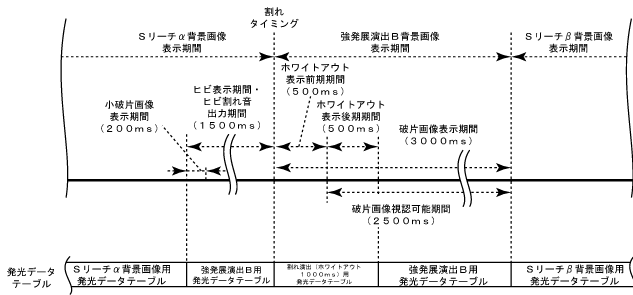 割れ
タイミング
Sリーチα背景画像
表示期間
強発展演出B背景画像
表示期間
Sリーチβ背景画像
表示期間
ホワイトアウト
表示前期期間
(500ms)
ヒビ表示期間・
ヒビ割れ音
出力期間
(1500ms)
ホワイトアウト
表示後期期間
(500ms)
小破片画像
表示期間
(200ms)
破片画像表示期間
(3000ms)
破片画像視認可能期間
(2500ms)
発光データ
テーブル
Sリーチα背景画像用
発光データテーブル
強発展演出B用
発光データテーブル
割れ演出(ホワイトアウト
1000ms)用
発光データテーブル
強発展演出B用
発光データテーブル
Sリーチβ背景画像用
発光データテーブル